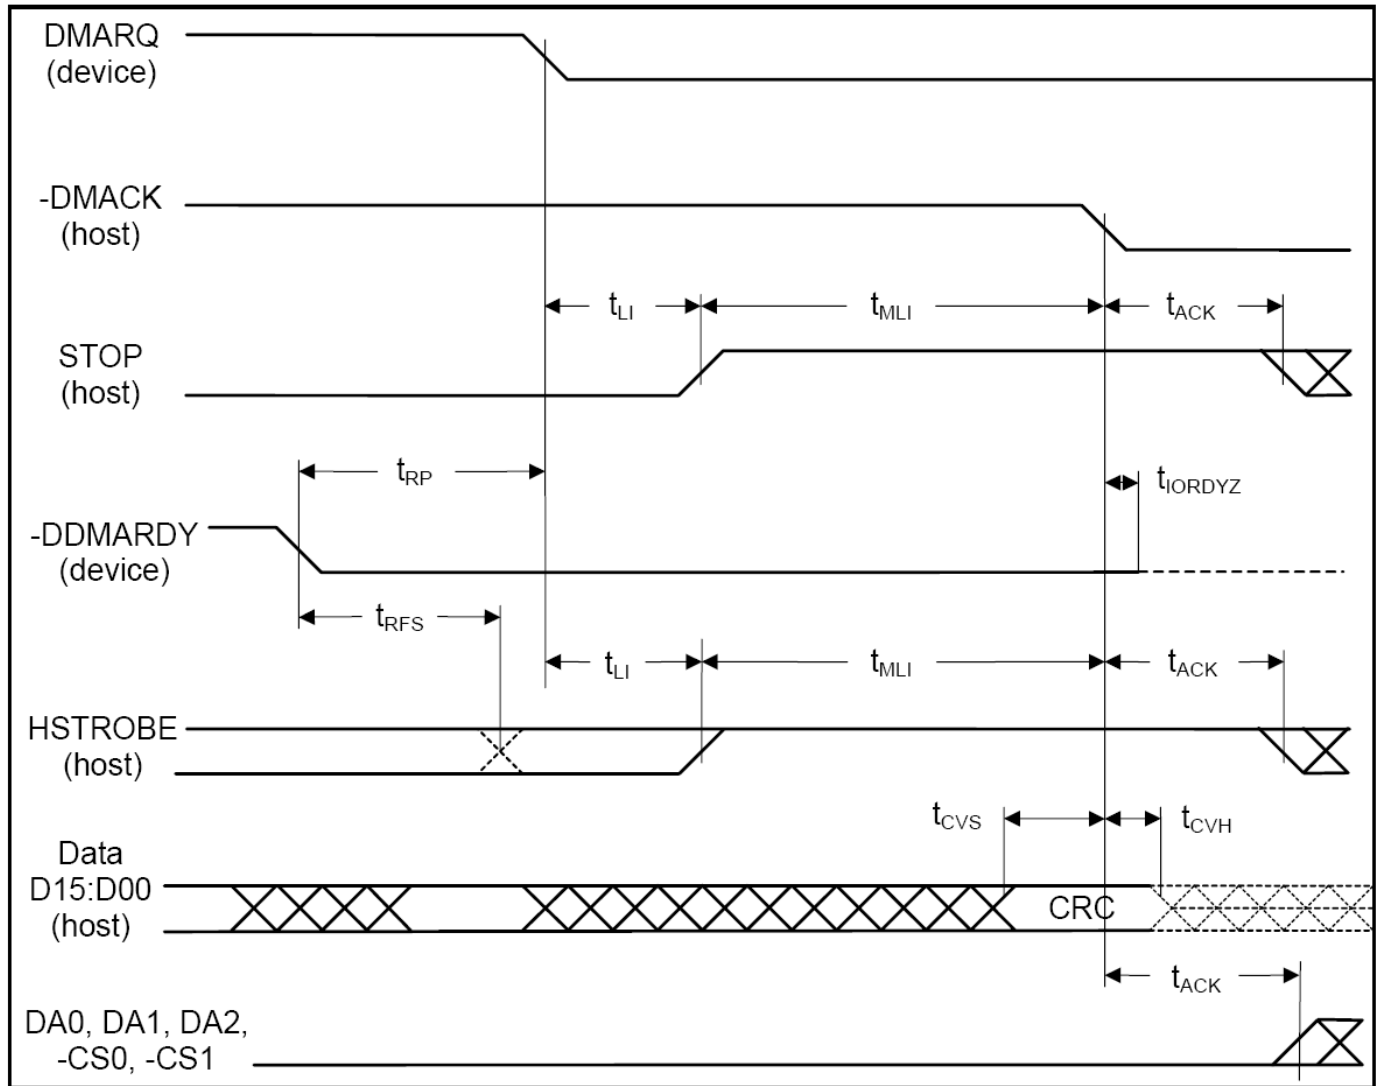 DMARQ
(device)
-DMACK
(host)
tLI
tMLI
tACK
STOP
(host)
tRP
tIORDYZ
-DDMARDY
(device)
tRFS
tLI
tMLI
tACK
HSTROBE
(host)
tCVS
tCVH
Data
D15:D00
(host)
CRC
tACK
DA0, DA1, DA2,
-CS0, -CS1